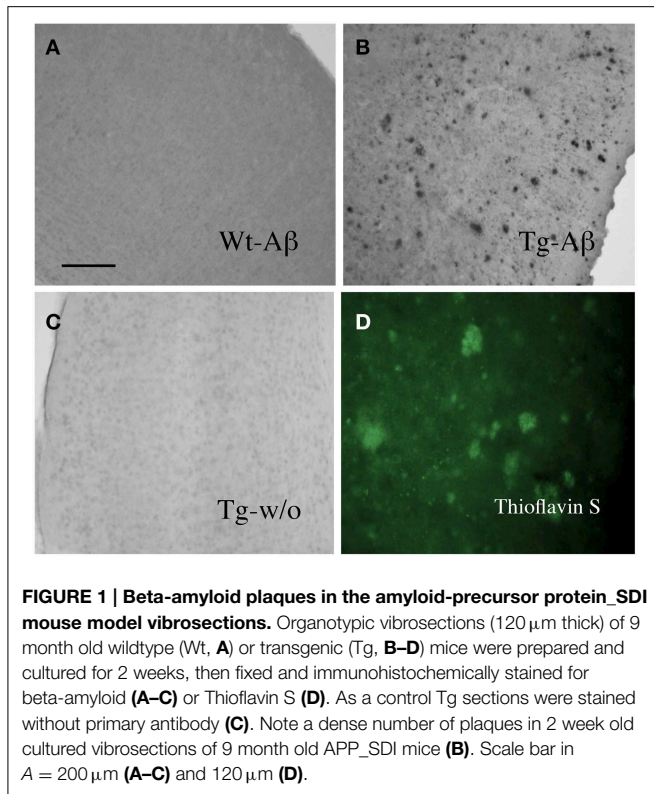 A
B
Wt-Aβ
Tg-Aβ
C
D
Tg-w/o
Thioflavin S
FIGURE 1 | Beta-amyloid plaques in the amyloid-precursor protein_SDI
mouse model vibrosections. Organotypic vibrosections (120 μm thick) of 9
month old wildtype (Wt, A) or transgenic (Tg, B–D) mice were prepared and
cultured for 2 weeks, then fixed and immunohistochemically stained for
beta-amyloid (A–C) or Thioflavin S (D). As a control Tg sections were stained
without primary antibody (C). Note a dense number of plaques in 2 week old
cultured vibrosections of 9 month old APP_SDI mice (B). Scale bar in
A = 200 μm (A–C) and 120 μm (D).